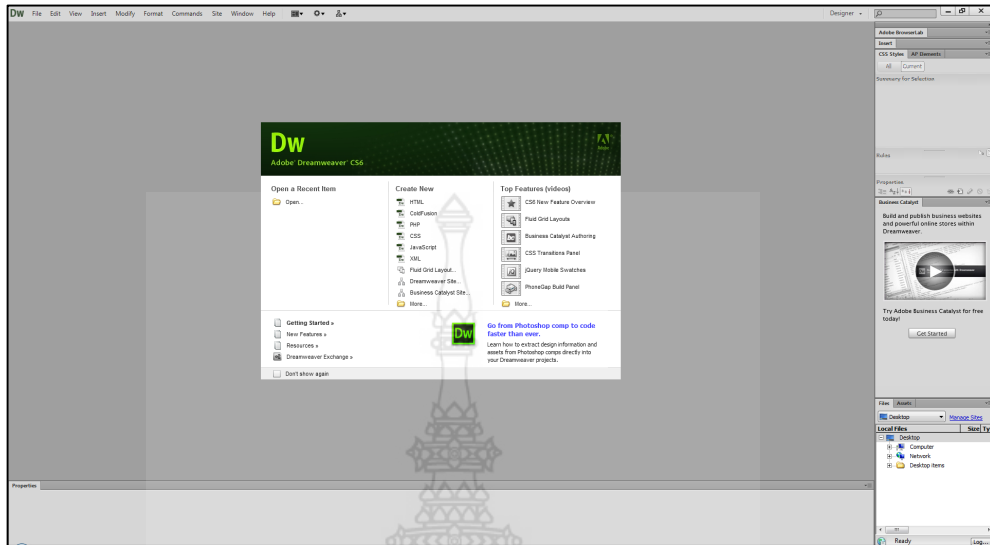 DW File Edit View Insert Modify Format Commands Site Window Help
Designer
Adobe BrowserLab
Insert
CSS Styles AP Elements
All Current
Summary for Selection
Rules
Properties
Business Catalyst
Build and publish business websites
and powerful online stores within
Dreamweaver.
Try Adobe Business Catalyst for free
today!
Get Started
Dw
Adobe® Dreamweaver® CS6
Adobe
Open a Recent Item
Open...
Create New
HTML
ColdFusion
PHP
CSS
JavaScript
XML
Fluid Grid Layout...
Dreamweaver Site...
Business Catalyst Site...
More...
Top Features (videos)
CS6 New Feature Overview
Fluid Grid Layouts
Business Catalyst Authoring
CSS Transitions Panel
jQuery Mobile Swatches
PhoneGap Build Panel
More...
Getting Started »
New Features »
Resources »
Dreamweaver Exchange »
Dw
Go from Photoshop comp to code
faster than ever.
Learn how to extract design information and
assets from Photoshop comps directly into
your Dreamweaver projects.
Don't show again
Files Assets
Desktop Manage Sites
Local Files Size Ty
Desktop
Computer
Network
Desktop items
Ready Log...
Properties